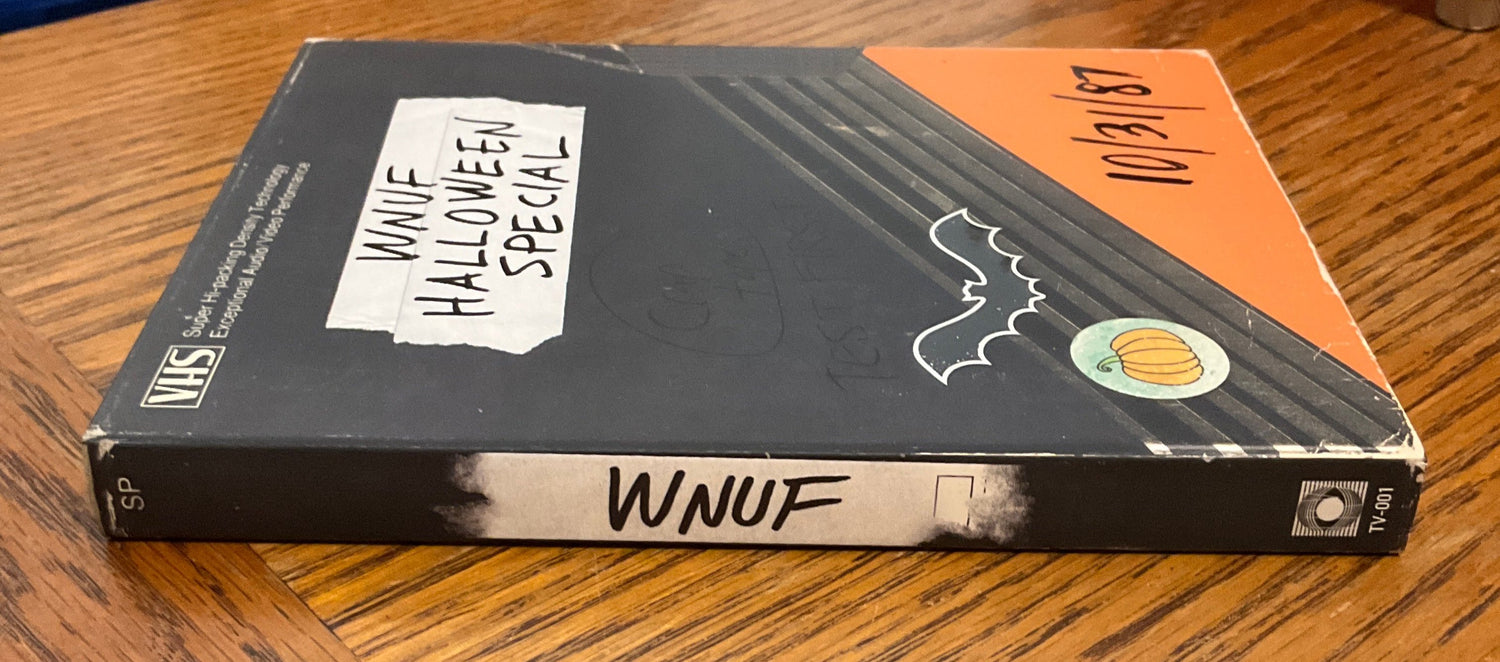 WNUF
HALLOWEEN
SPECIAL
10/31/87
VHS
Super Hi-packing Density Technology
Exceptional Audio/Video Performance
SP
WNUF
TV-001